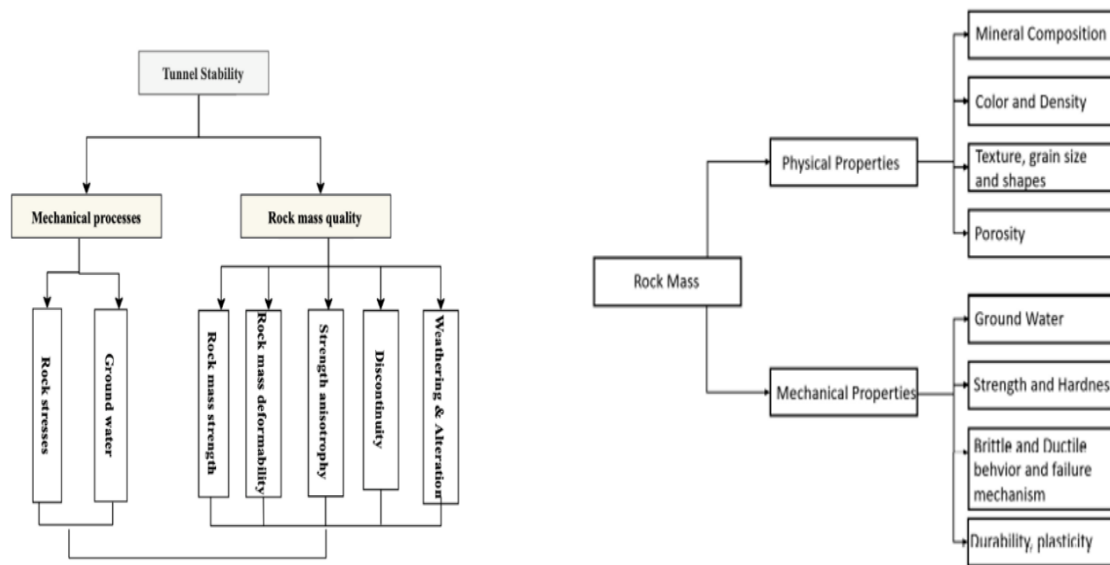 Tunnel Stability
Mechanical processes
Rock mass quality
Rock stresses
Ground water
Rock mass strength
Rock mass deformability
Strength anisotropy
Discontinuity
Weathering & Alteration
Rock Mass
Physical Properties
Mineral Composition
Color and Density
Texture, grain size
and shapes
Porosity
Mechanical Properties
Ground Water
Strength and Hardnes
Brittle and Ductile
behvior and failure
mechanism
Durability, plasticity